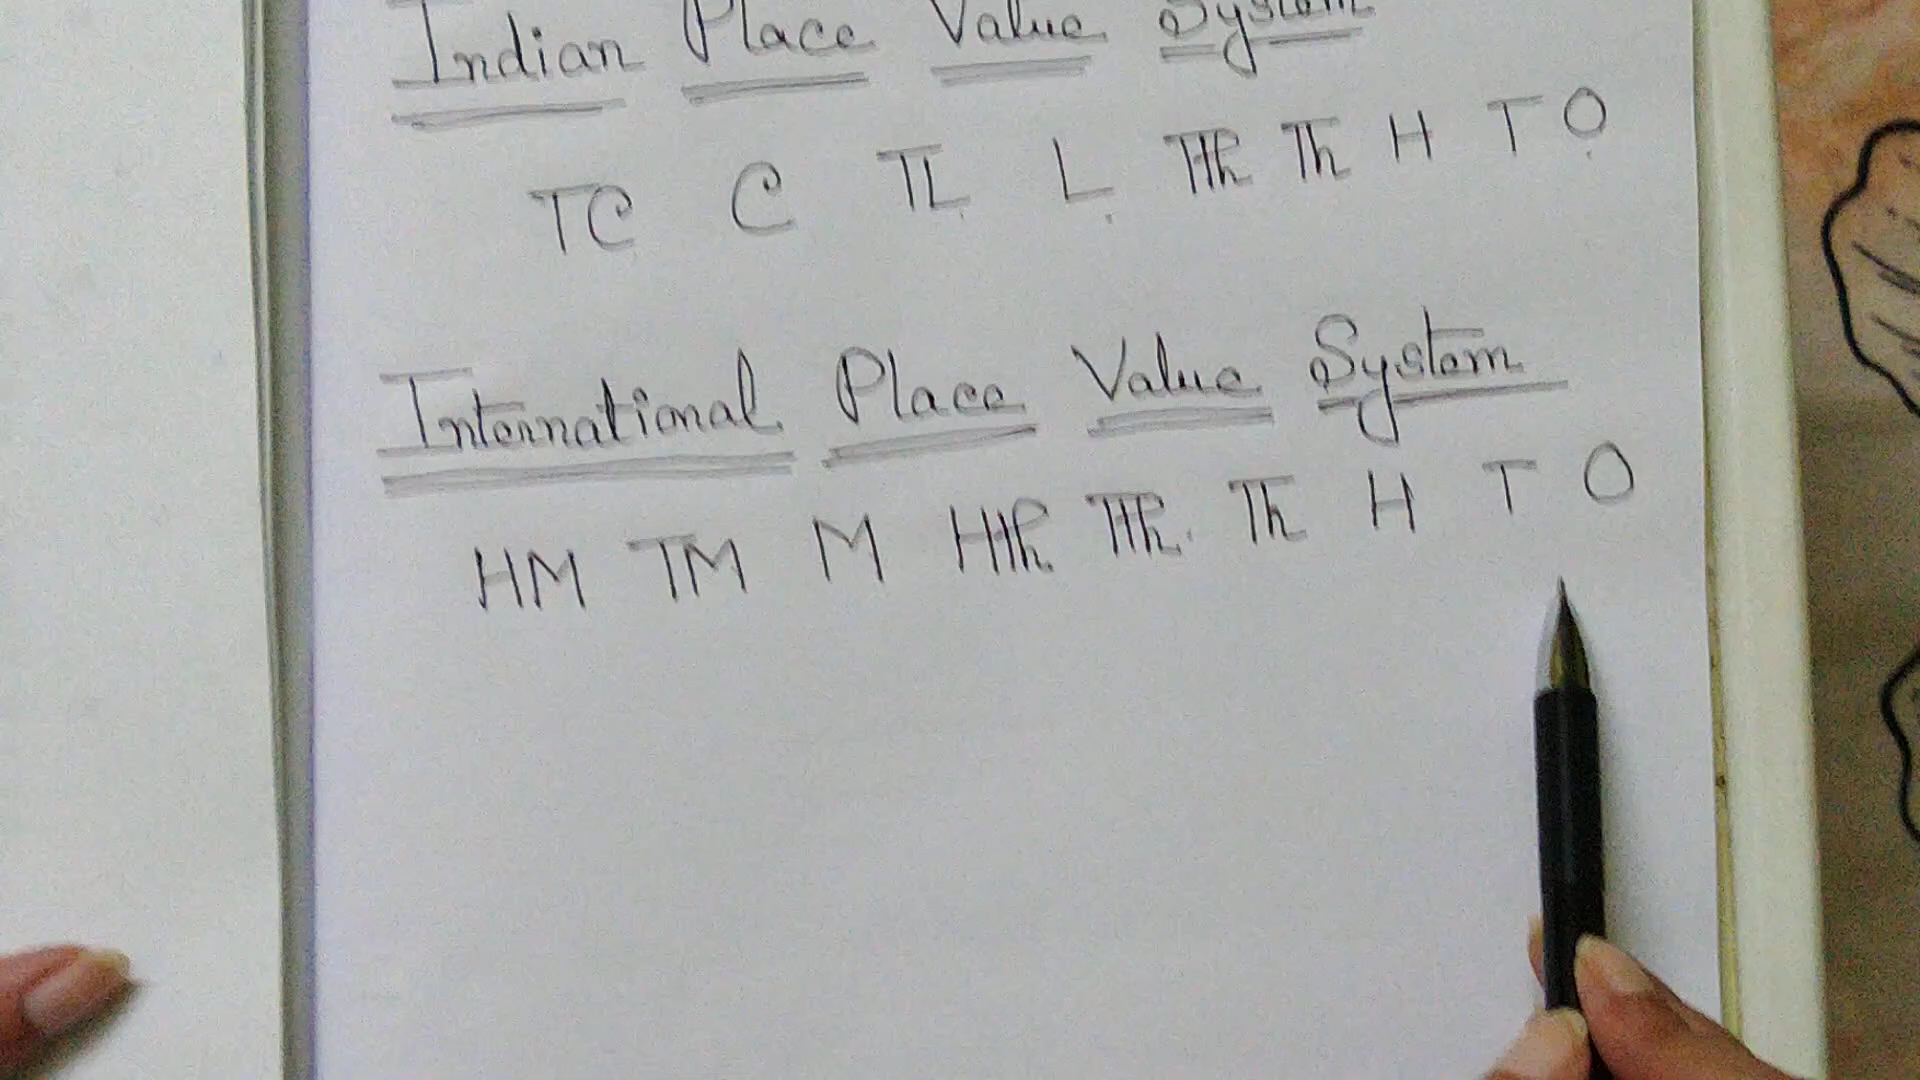 Indian Place Value System
TC C TL L TTh Th H T O
International Place Value System
HM TM M HTh TTh Th H T O